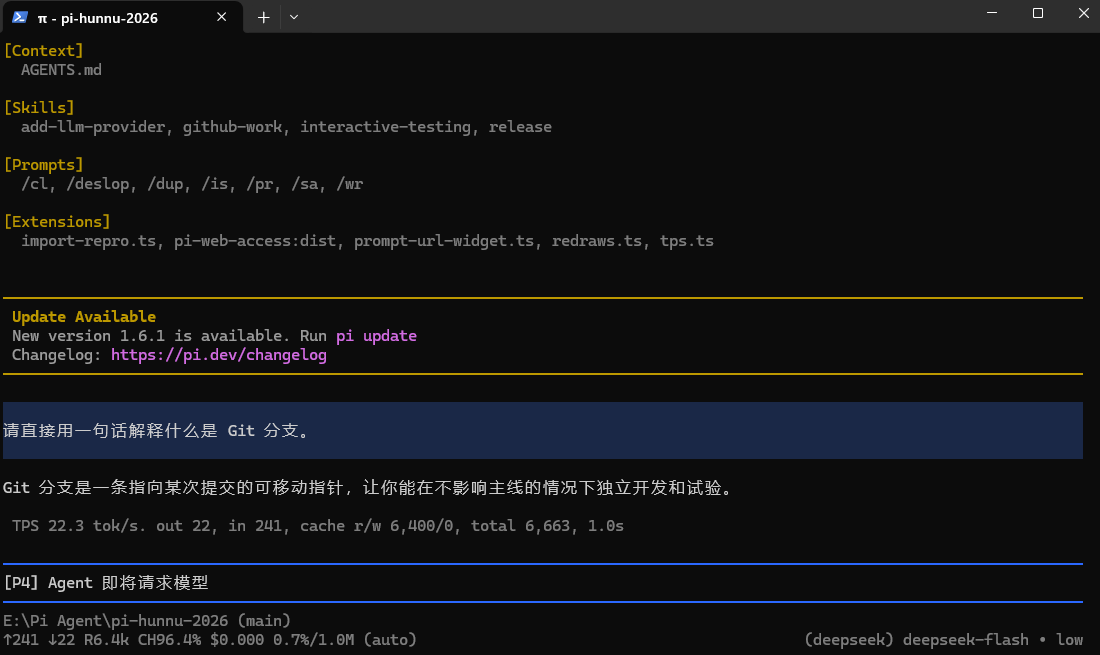 π - pi-hunnu-2026
[Context]
AGENTS.md
[Skills]
add-llm-provider, github-work, interactive-testing, release
[Prompts]
/cl, /deslop, /dup, /is, /pr, /sa, /wr
[Extensions]
import-repro.ts, pi-web-access:dist, prompt-url-widget.ts, redraws.ts, tps.ts
Update Available
New version 1.6.1 is available. Run pi update
Changelog: https://pi.dev/changelog
请直接用一句话解释什么是 Git 分支。
Git 分支是一条指向某次提交的可移动指针，让你能在不影响主线的情况下独立开发和试验。
TPS 22.3 tok/s. out 22, in 241, cache r/w 6,400/0, total 6,663, 1.0s
[P4] Agent 即将请求模型
E:\Pi Agent\pi-hunnu-2026 (main)
↑241 ↓22 R6.4k CH96.4% $0.000 0.7%/1.0M (auto) (deepseek) deepseek-flash • low